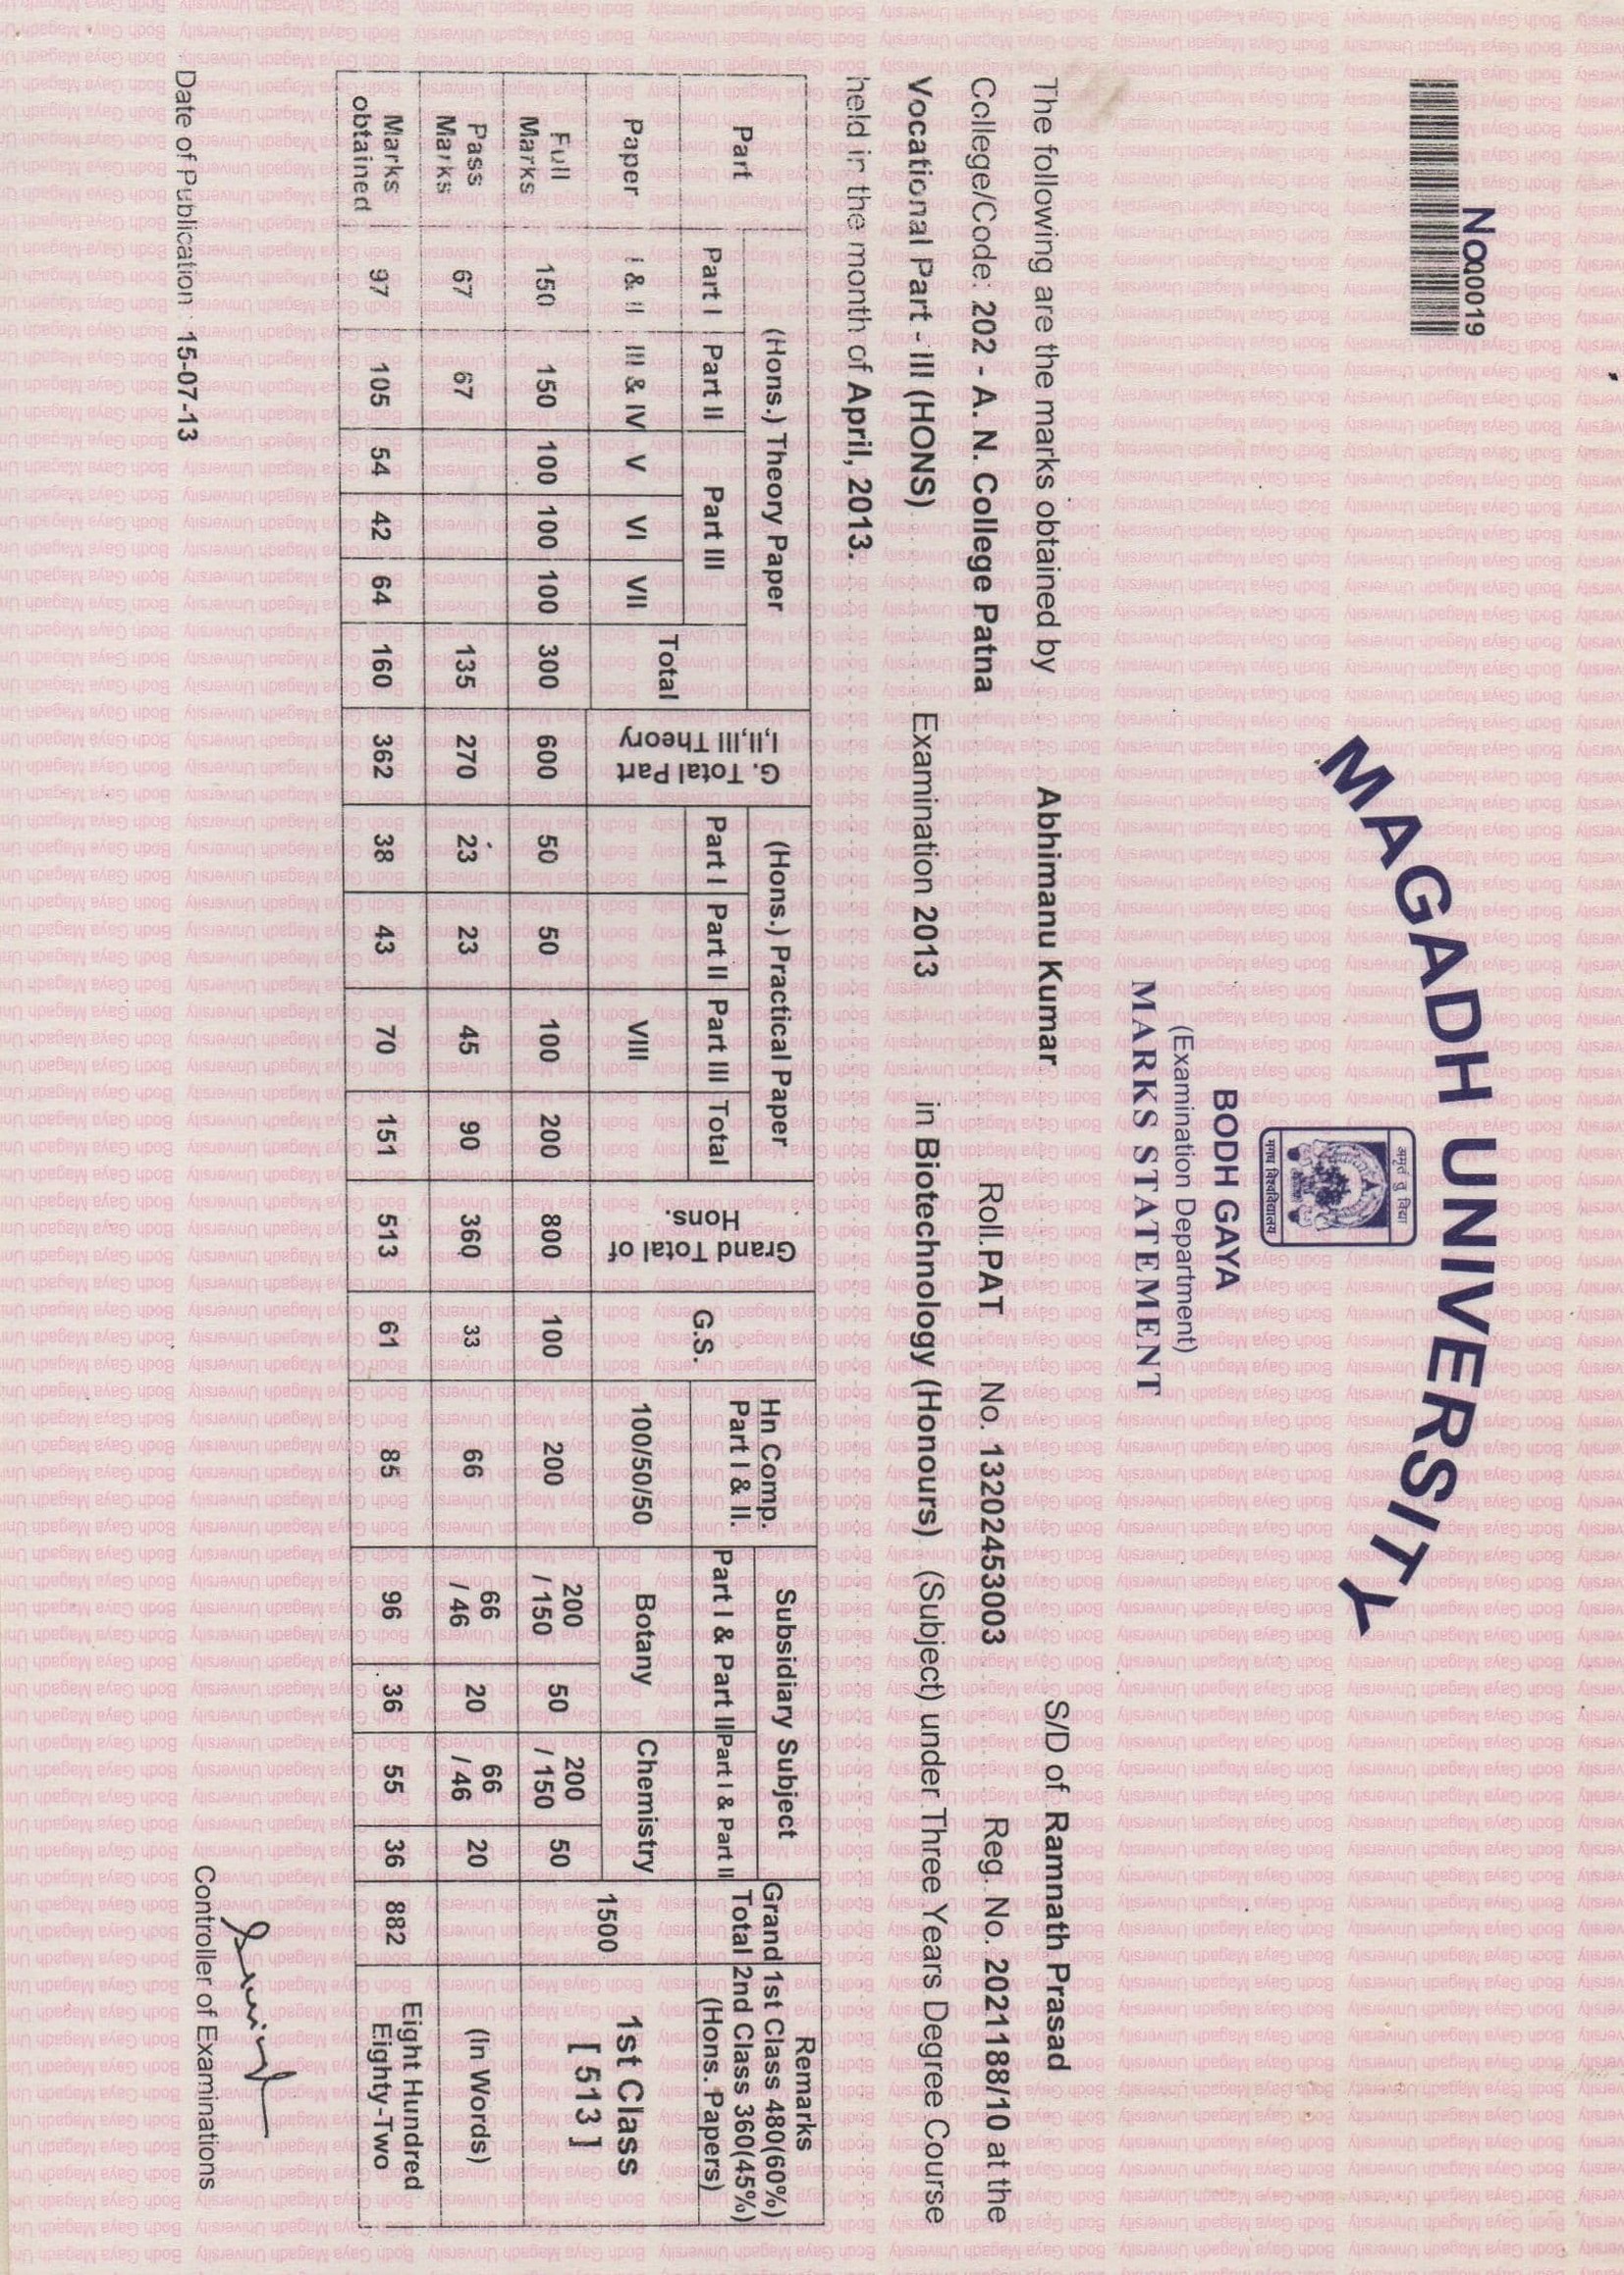 No 00019
MAGADH UNIVERSITY
अमृतं तु विद्या
मगध विश्वविद्यालय
BODH GAYA
(Examination Department)
MARKS STATEMENT
The following are the marks obtained by Abhimanu Kumar S/D of Ramnath Prasad
College/Code: 202 - A. N. College Patna Roll.PAT No. 13202453003 Reg. No. 2021188/10 at the
Vocational Part - III (HONS) Examination 2013 in Biotechnology (Honours) (Subject) under Three Years Degree Course
held in the month of April, 2013.
Part (Hons.) Theory Paper G. Total Part I,II,III Theory (Hons.) Practical Paper Grand Total of Hons. G.S. Hn Comp. Part I & II. Subsidiary Subject Grand Total Remarks
1st Class 480(60%)
2nd Class 360(45%)
(Hons. Papers)
Part I Part II Part III Total Part I Part II Part III Total Part I & Part II Part I & Part II
Paper I & II III & IV V VI VII VIII 100/50/50 Botany Chemistry 1500 1st Class
[ 513 ]
Full Marks 150 150 100 100 100 300 600 50 50 100 200 800 100 200 200 / 150 50 200 / 150 50
Pass Marks 67 67 135 270 23 23 45 90 360 33 66 66 / 46 20 66 / 46 20 (In Words)
Marks obtained 97 105 54 42 64 160 362 38 43 70 151 513 61 85 96 36 55 36 882 Eight Hundred Eighty-Two
Date of Publication: 15-07-13
Controller of Examinations